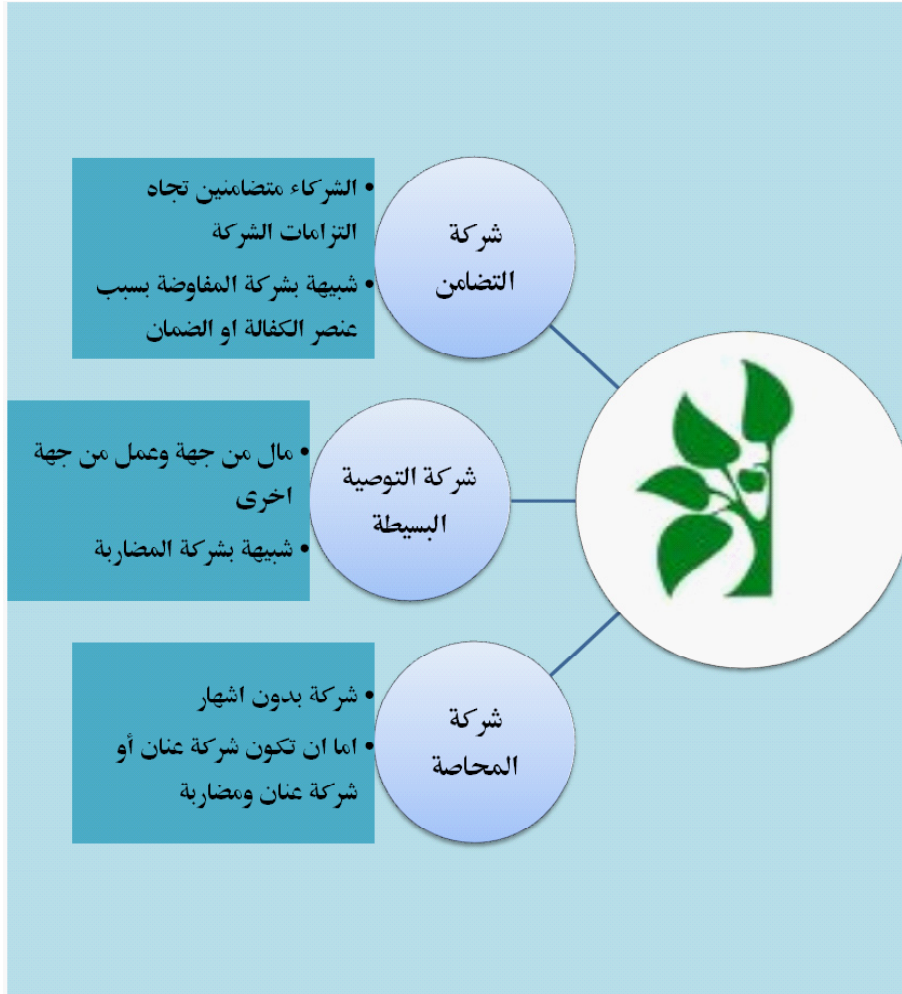 شركة
التضامن
• الشركاء متضامنين تجاه
التزامات الشركة
• شبيهة بشركة المفاوضة بسبب
عنصر الكفالة او الضمان
شركة التوصية
البسيطة
• مال من جهة وعمل من جهة
اخرى
• شبيهة بشركة المضاربة
شركة
المحاصة
• شركة بدون اشهار
• اما ان تكون شركة عنان أو
شركة عنان ومضاربة